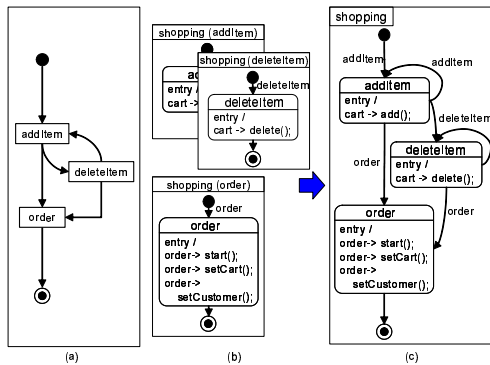 addItem
deleteItem
order
(a)
shopping (addItem)
entry /
cart -> add();
shopping (deleteItem)
deleteItem
deleteItem
entry /
cart -> delete();
shopping (order)
order
order
entry /
order-> start();
order-> setCart();
order->
setCustomer();
(b)
shopping
addItem
addItem
addItem
entry /
cart -> add();
deleteItem
deleteItem
entry /
cart -> delete();
order
order
order
entry /
order-> start();
order-> setCart();
order->
setCustomer();
(c)